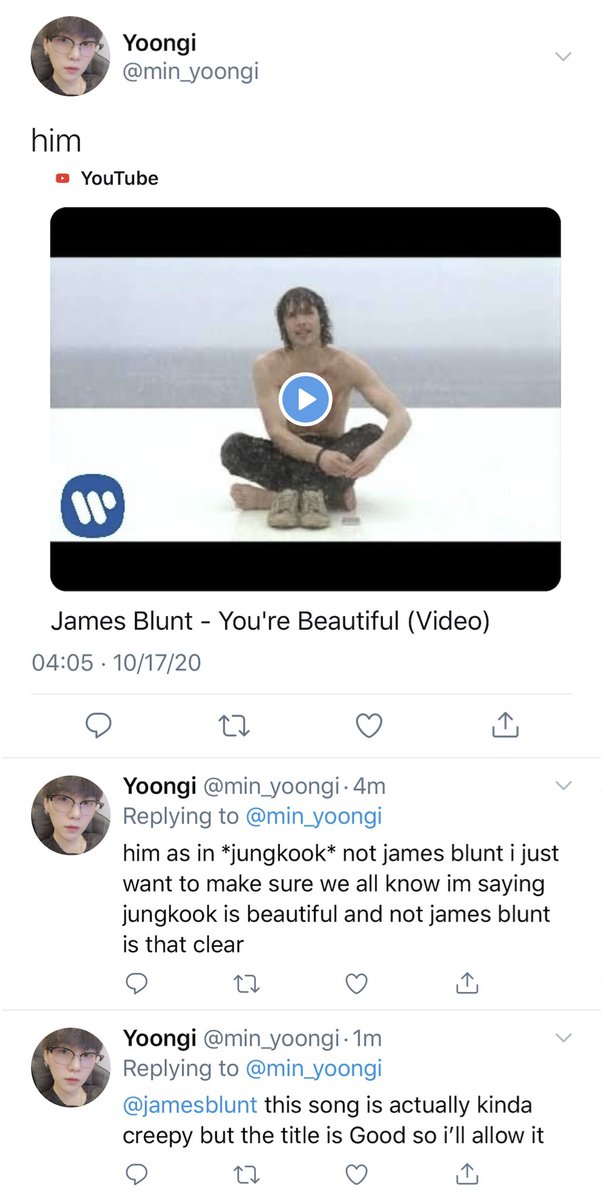 Yoongi
@min_yoongi
him
YouTube
James Blunt - You're Beautiful (Video)
04:05 · 10/17/20
Yoongi @min_yoongi · 4m
Replying to @min_yoongi
him as in *jungkook* not james blunt i just
want to make sure we all know im saying
jungkook is beautiful and not james blunt
is that clear
Yoongi @min_yoongi · 1m
Replying to @min_yoongi
@jamesblunt this song is actually kinda
creepy but the title is Good so i’ll allow it